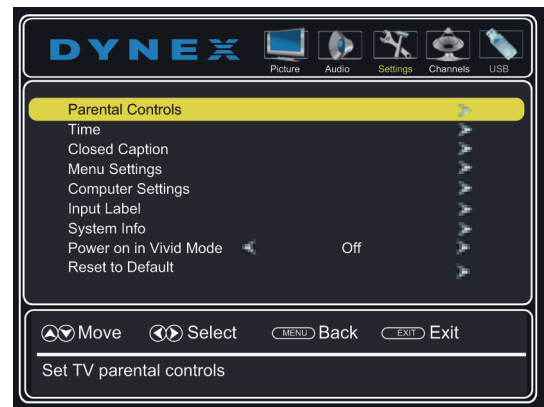 DYNEX
Picture Audio Settings Channels USB
Parental Controls
Time
Closed Caption
Menu Settings
Computer Settings
Input Label
System Info
Power on in Vivid Mode Off
Reset to Default
Move Select MENU Back EXIT Exit
Set TV parental controls